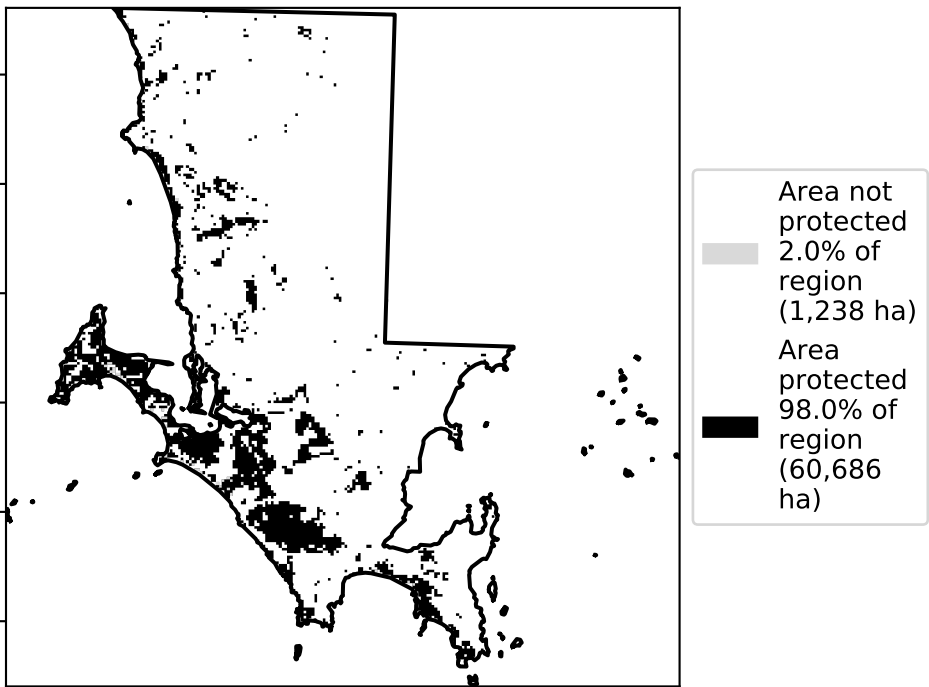 Area not
protected
2.0% of
region
(1,238 ha)
Area
protected
98.0% of
region
(60,686
ha)